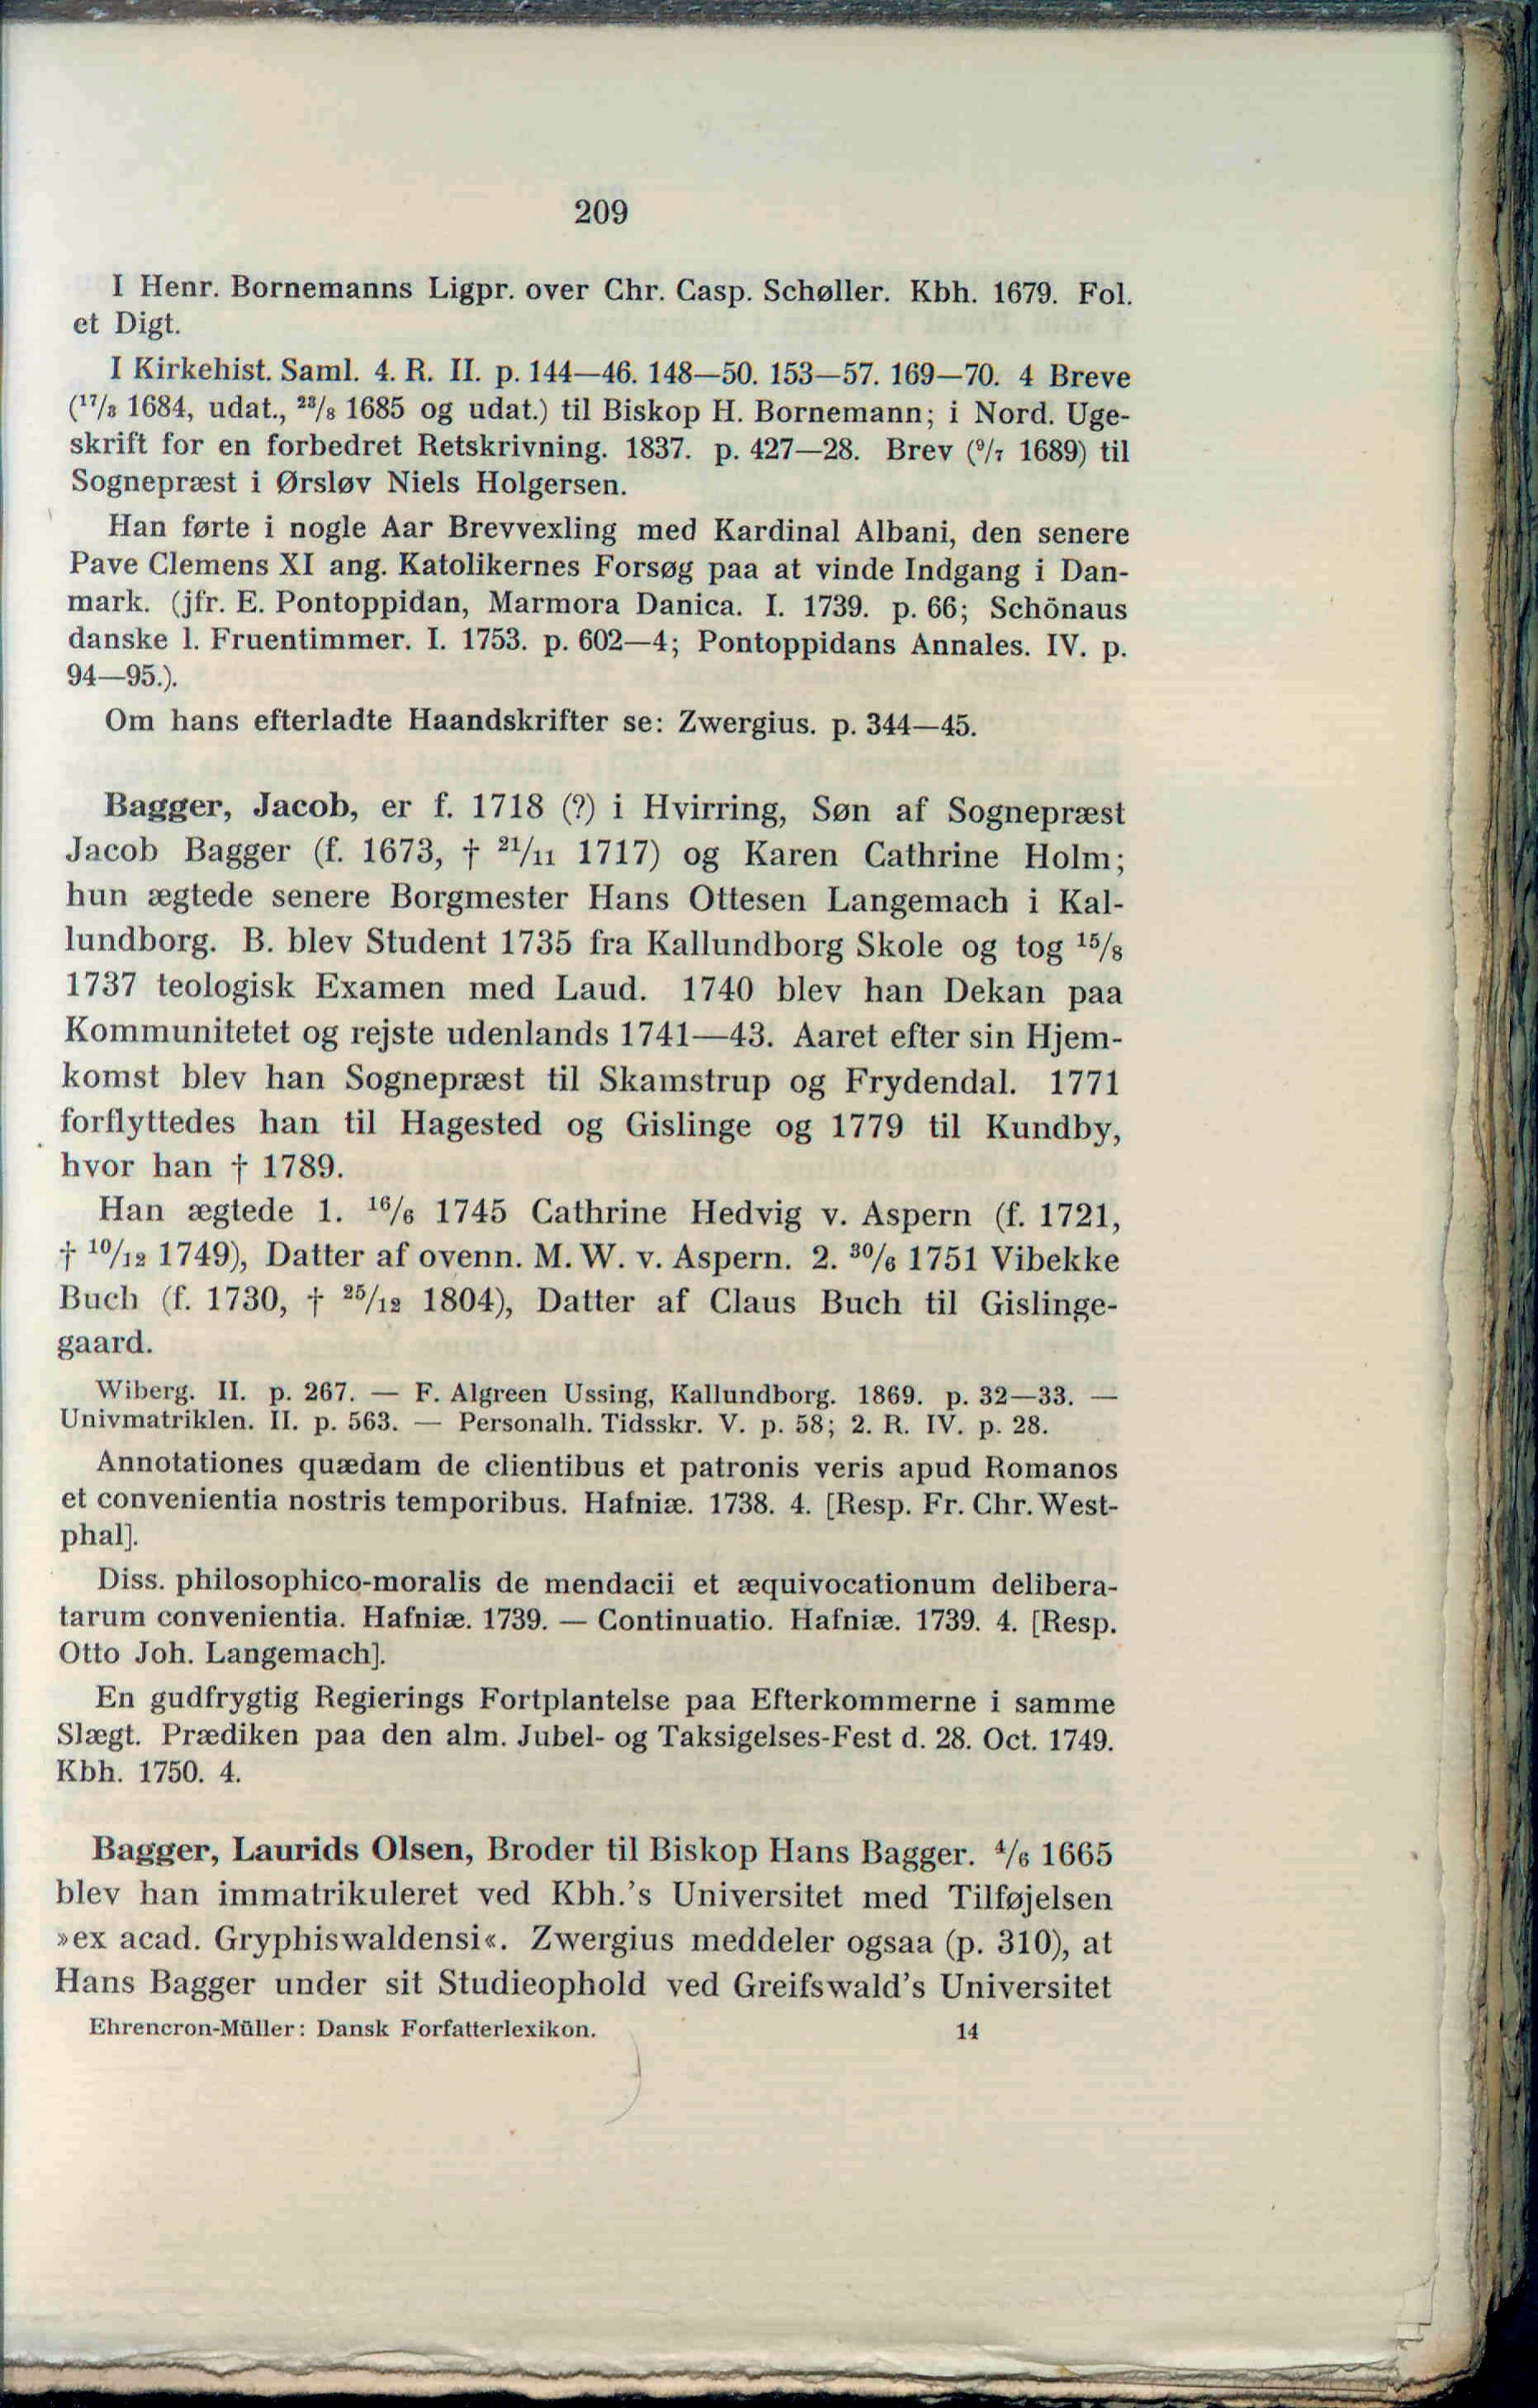 209
I Henr. Bornemanns Ligpr. over Chr. Casp. Schøller. Kbh. 1679. Fol.
et Digt.
I Kirkehist. Saml. 4. R. II. p. 144—46. 148—50. 153—57. 169—70. 4 Breve
(¹⁷/₃ 1684, udat., ²³/₈ 1685 og udat.) til Biskop H. Bornemann; i Nord. Uge-
skrift for en forbedret Retskrivning. 1837. p. 427—28. Brev (⁹/₇ 1689) til
Sognepræst i Ørsløv Niels Holgersen.
Han førte i nogle Aar Brevvexling med Kardinal Albani, den senere
Pave Clemens XI ang. Katolikernes Forsøg paa at vinde Indgang i Dan-
mark. (jfr. E. Pontoppidan, Marmora Danica. I. 1739. p. 66; Schönaus
danske l. Fruentimmer. I. 1753. p. 602—4; Pontoppidans Annales. IV. p.
94—95.).
Om hans efterladte Haandskrifter se: Zwergius. p. 344—45.
Bagger, Jacob, er f. 1718 (?) i Hvirring, Søn af Sognepræst
Jacob Bagger (f. 1673, † ²¹/₁₁ 1717) og Karen Cathrine Holm;
hun ægtede senere Borgmester Hans Ottesen Langemach i Kal-
lundborg. B. blev Student 1735 fra Kallundborg Skole og tog ¹⁵/₈
1737 teologisk Examen med Laud. 1740 blev han Dekan paa
Kommunitetet og rejste udenlands 1741—43. Aaret efter sin Hjem-
komst blev han Sognepræst til Skamstrup og Frydendal. 1771
forflyttedes han til Hagested og Gislinge og 1779 til Kundby,
hvor han † 1789.
Han ægtede 1. ¹⁶/₆ 1745 Cathrine Hedvig v. Aspern (f. 1721,
† ¹⁰/₁₂ 1749), Datter af ovenn. M. W. v. Aspern. 2. ³⁰/₆ 1751 Vibekke
Buch (f. 1730, † ²⁵/₁₂ 1804), Datter af Claus Buch til Gislinge-
gaard.
Wiberg. II. p. 267. — F. Algreen Ussing, Kallundborg. 1869. p. 32—33. —
Univmatriklen. II. p. 563. — Personalh. Tidsskr. V. p. 58; 2. R. IV. p. 28.
Annotationes quædam de clientibus et patronis veris apud Romanos
et convenientia nostris temporibus. Hafniæ. 1738. 4. [Resp. Fr. Chr. West-
phal].
Diss. philosophico-moralis de mendacii et æquivocationum delibera-
tarum convenientia. Hafniæ. 1739. — Continuatio. Hafniæ. 1739. 4. [Resp.
Otto Joh. Langemach].
En gudfrygtig Regierings Fortplantelse paa Efterkommerne i samme
Slægt. Prædiken paa den alm. Jubel- og Taksigelses-Fest d. 28. Oct. 1749.
Kbh. 1750. 4.
Bagger, Laurids Olsen, Broder til Biskop Hans Bagger. ⁴/₆ 1665
blev han immatrikuleret ved Kbh.'s Universitet med Tilføjelsen
»ex acad. Gryphiswaldensi«. Zwergius meddeler ogsaa (p. 310), at
Hans Bagger under sit Studieophold ved Greifswald's Universitet
Ehrencron-Müller: Dansk Forfatterlexikon. 14